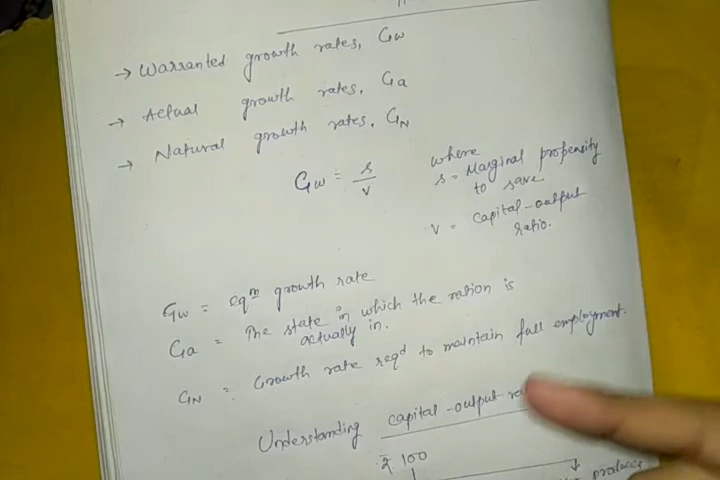 → Warranted growth rates, Gw
→ Actual growth rates, Ga
→ Natural growth rates, GN
Gw = s/v
where
s = Marginal propensity
to save
v = capital-output
ratio.
Gw = eqm growth rate
Ga = The state in which the nation is
actually in.
GN = Growth rate reqd to maintain full employment.
Understanding capital-output
₹ 100
produces